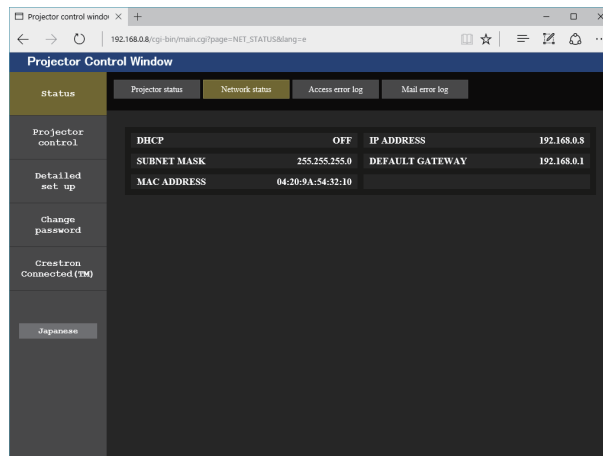 Projector control windo
192.168.0.8/cgi-bin/main.cgi?page=NET_STATUS&lang=e
Projector Control Window
Status
Projector status
Network status
Access error log
Mail error log
Projector
control
Detailed
set up
Change
password
Crestron
Connected(TM)
Japanese
DHCP OFF IP ADDRESS 192.168.0.8
SUBNET MASK 255.255.255.0 DEFAULT GATEWAY 192.168.0.1
MAC ADDRESS 04:20:9A:54:32:10